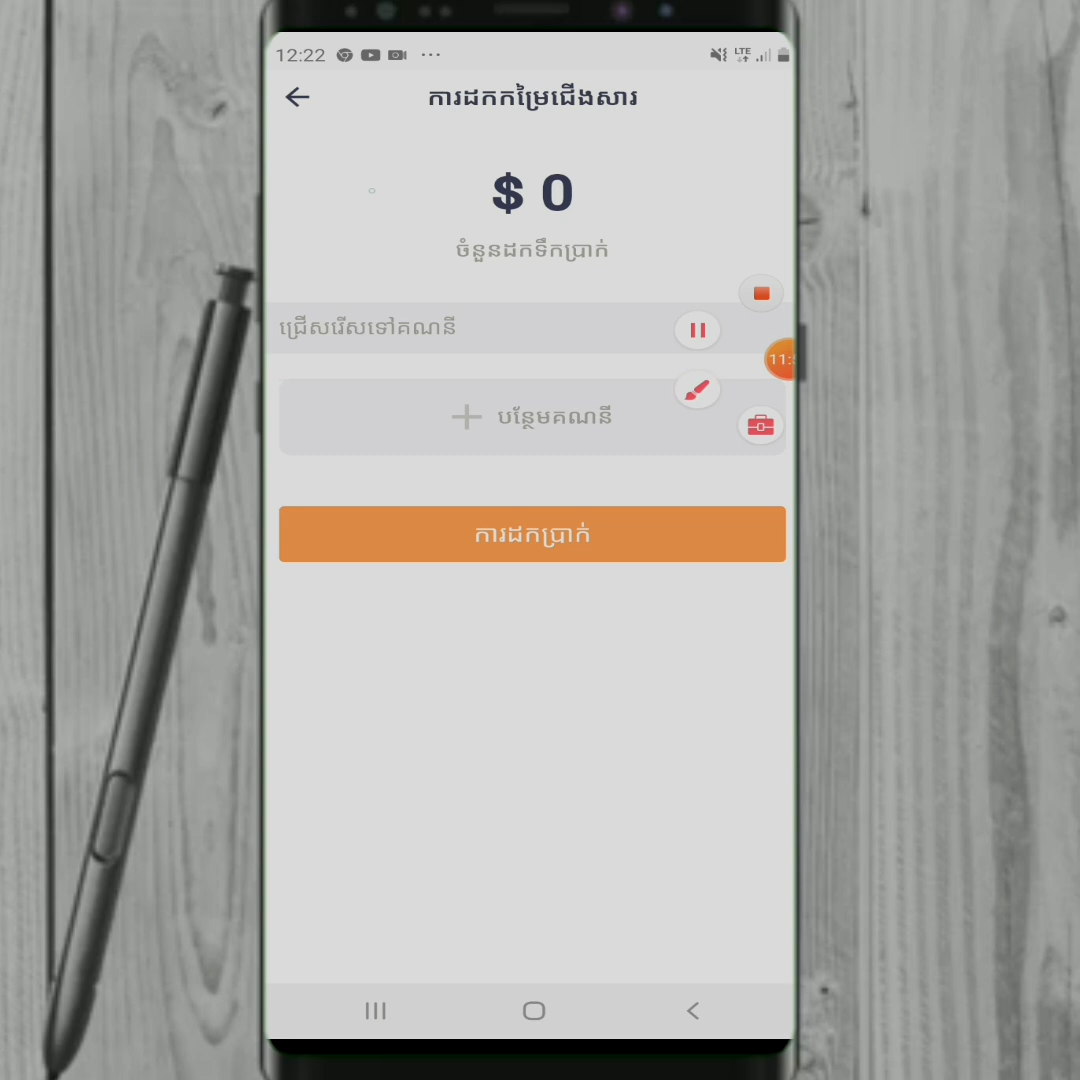 12:22
LTE
ការដកកម្រៃជើងសារ
$ 0
ចំនួនដកទឹកប្រាក់
ជ្រើសរើសទៅគណនី
11:
បន្ថែមគណនី
ការដកប្រាក់